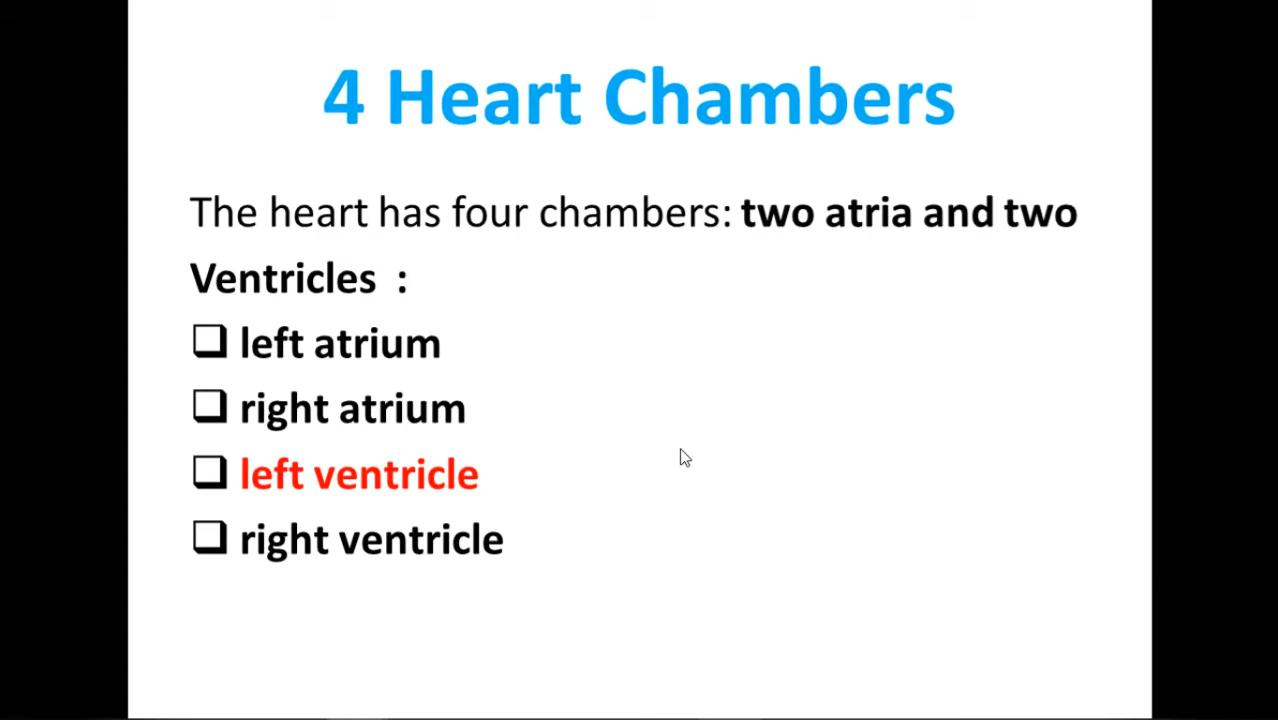 4 Heart Chambers
The heart has four chambers: two atria and two
Ventricles :
❑ left atrium
❑ right atrium
❑ left ventricle
❑ right ventricle